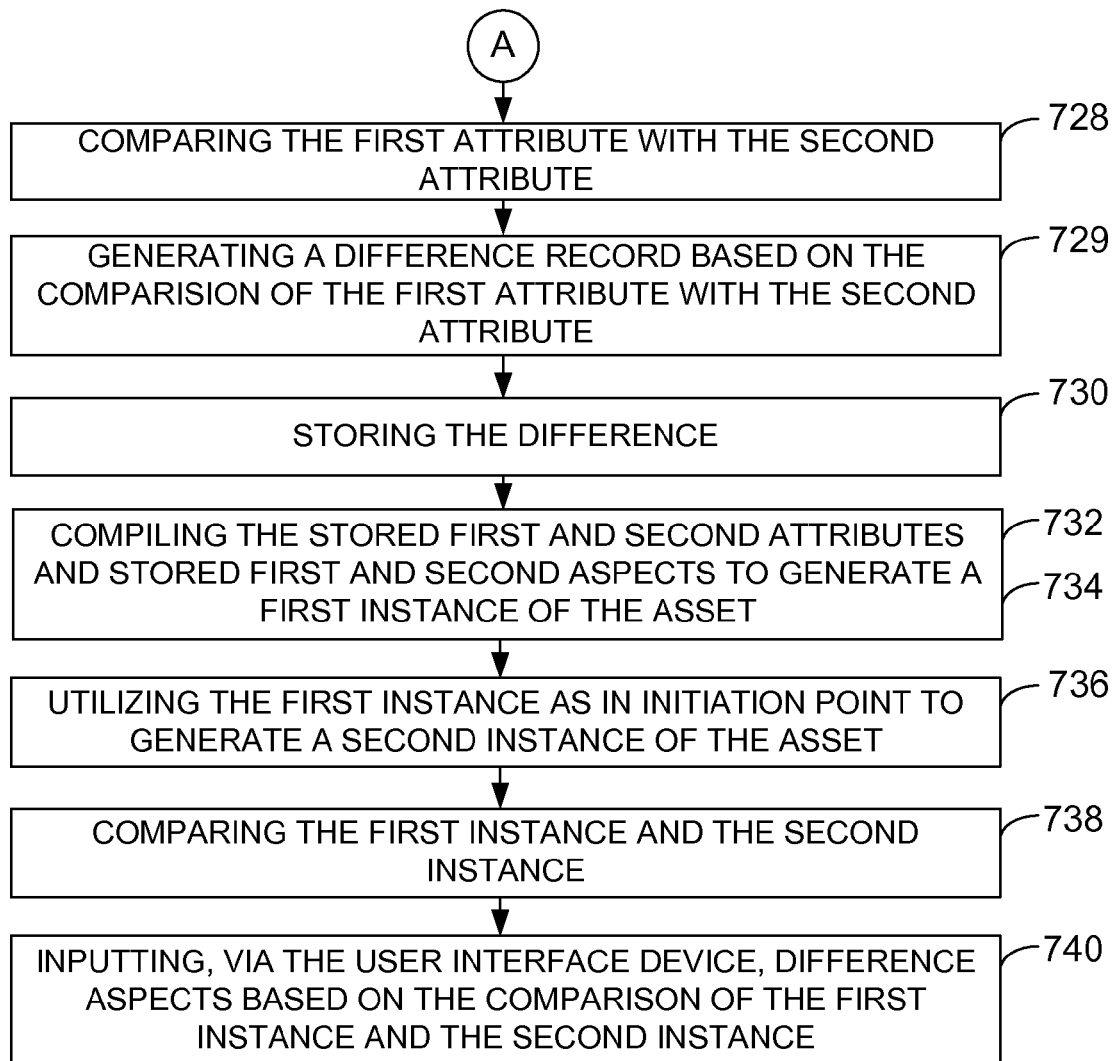 A
COMPARING THE FIRST ATTRIBUTE WITH THE SECOND
ATTRIBUTE
728
GENERATING A DIFFERENCE RECORD BASED ON THE
COMPARISION OF THE FIRST ATTRIBUTE WITH THE SECOND
ATTRIBUTE
729
STORING THE DIFFERENCE
730
COMPILING THE STORED FIRST AND SECOND ATTRIBUTES
AND STORED FIRST AND SECOND ASPECTS TO GENERATE A
FIRST INSTANCE OF THE ASSET
732
734
UTILIZING THE FIRST INSTANCE AS IN INITIATION POINT TO
GENERATE A SECOND INSTANCE OF THE ASSET
736
COMPARING THE FIRST INSTANCE AND THE SECOND
INSTANCE
738
INPUTTING, VIA THE USER INTERFACE DEVICE, DIFFERENCE
ASPECTS BASED ON THE COMPARISON OF THE FIRST
INSTANCE AND THE SECOND INSTANCE
740